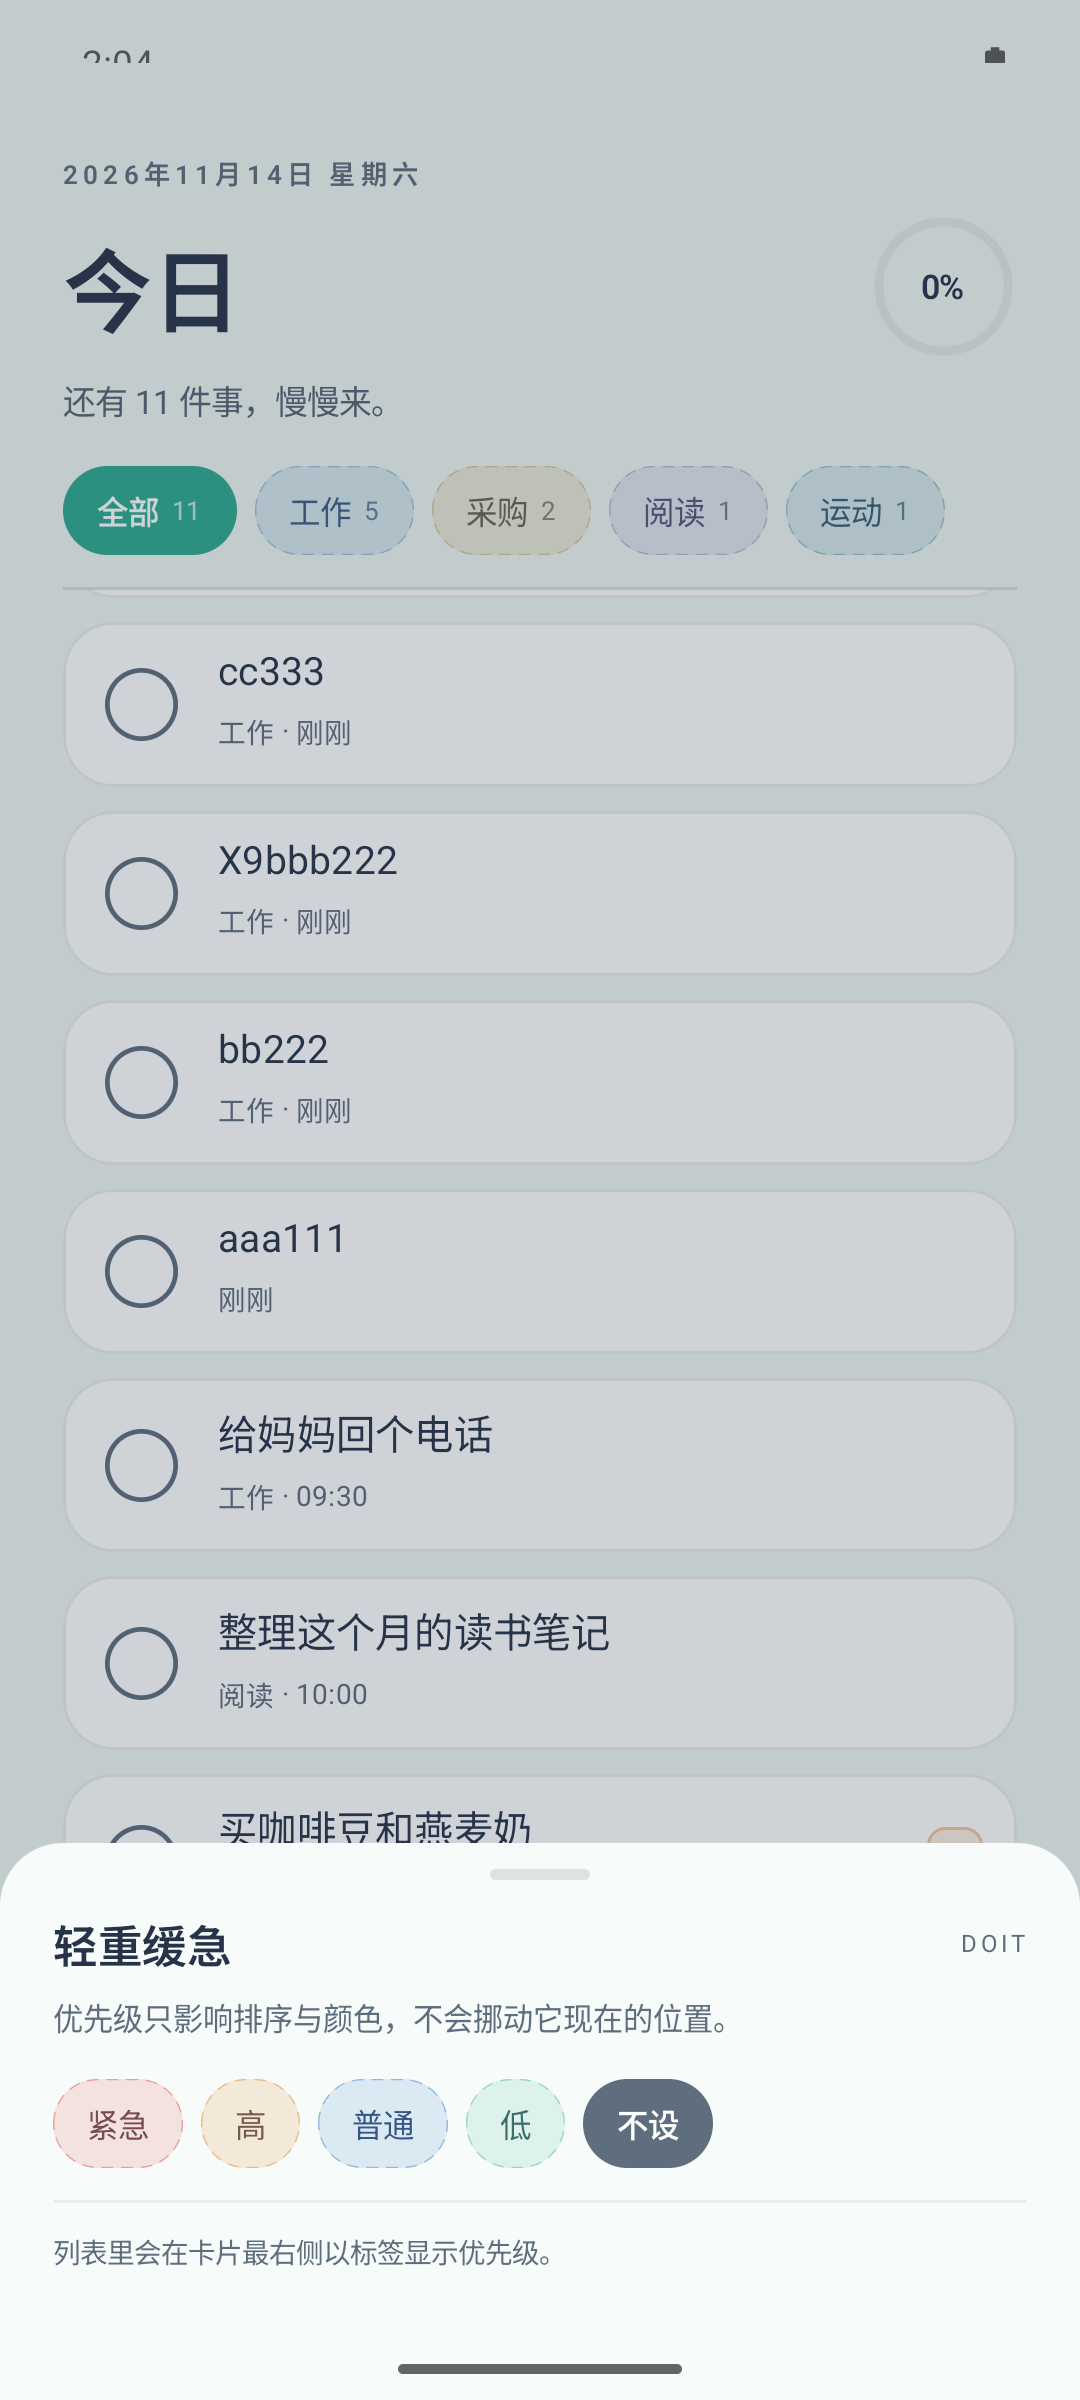 2:04
2026年11月14日 星期六
今日
0%
还有 11 件事，慢慢来。
全部 11 工作 5 采购 2 阅读 1 运动 1
cc333
工作 · 刚刚
X9bbb222
工作 · 刚刚
bb222
工作 · 刚刚
aaa111
刚刚
给妈妈回个电话
工作 · 09:30
整理这个月的读书笔记
阅读 · 10:00
买咖啡豆和燕麦奶
轻重缓急
DOIT
优先级只影响排序与颜色，不会挪动它现在的位置。
紧急 高 普通 低 不设
列表里会在卡片最右侧以标签显示优先级。